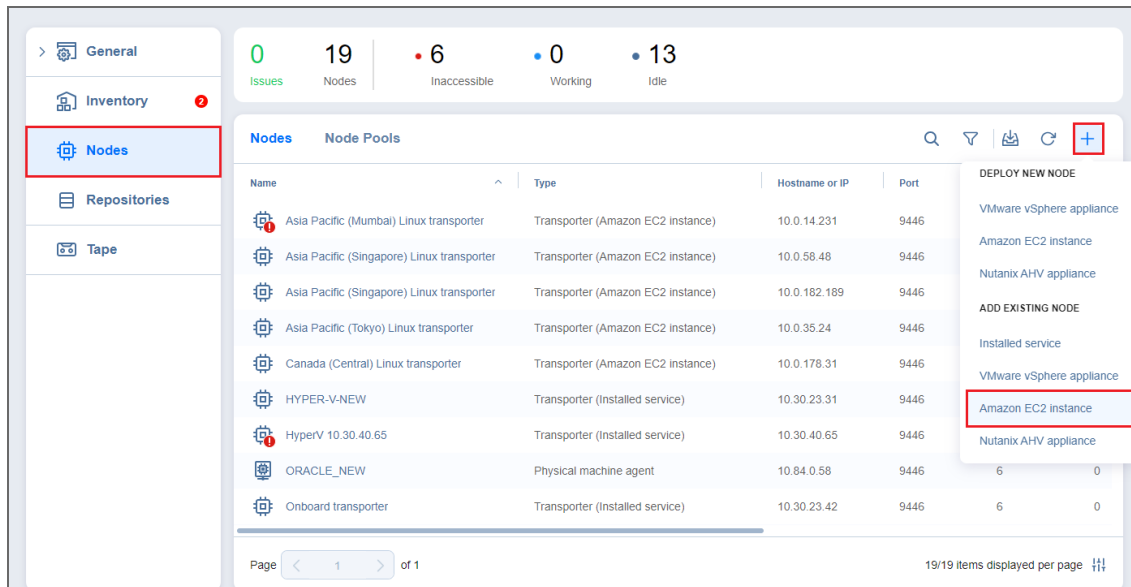 General
Inventory 2
Nodes
Repositories
Tape
0 19 6 0 13
Issues Nodes Inaccessible Working Idle
Nodes Node Pools
Name Type Hostname or IP Port
Asia Pacific (Mumbai) Linux transporter Transporter (Amazon EC2 instance) 10.0.14.231 9446
Asia Pacific (Singapore) Linux transporter Transporter (Amazon EC2 instance) 10.0.58.48 9446
Asia Pacific (Singapore) Linux transporter Transporter (Amazon EC2 instance) 10.0.182.189 9446
Asia Pacific (Tokyo) Linux transporter Transporter (Amazon EC2 instance) 10.0.35.24 9446
Canada (Central) Linux transporter Transporter (Amazon EC2 instance) 10.0.178.31 9446
HYPER-V-NEW Transporter (Installed service) 10.30.23.31 9446
HyperV 10.30.40.65 Transporter (Installed service) 10.30.40.65 9446
ORACLE_NEW Physical machine agent 10.84.0.58 9446 6 0
Onboard transporter Transporter (Installed service) 10.30.23.42 9446 6 0
DEPLOY NEW NODE
VMware vSphere appliance
Amazon EC2 instance
Nutanix AHV appliance
ADD EXISTING NODE
Installed service
VMware vSphere appliance
Amazon EC2 instance
Nutanix AHV appliance
Page 1 of 1 19/19 items displayed per page